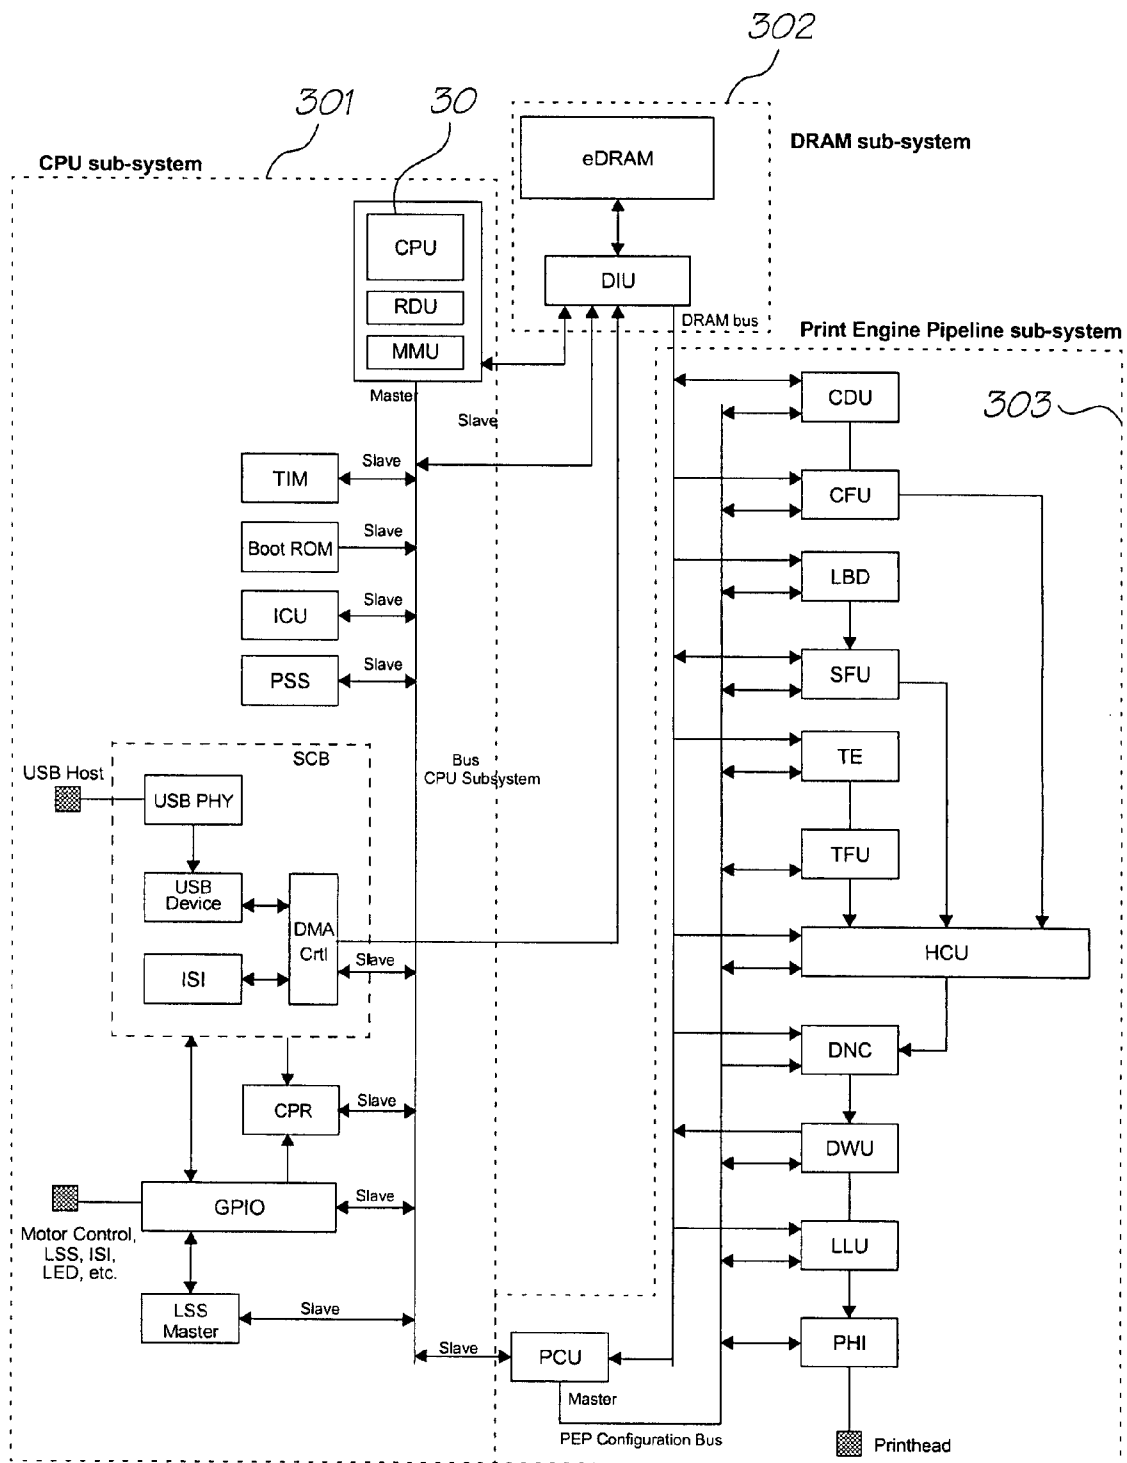 302
301
30
CPU sub-system
DRAM sub-system
eDRAM
CPU
RDU
MMU
DIU
DRAM bus
Print Engine Pipeline sub-system
Master
Slave
CDU
303
TIM
Slave
CFU
Boot ROM
Slave
LBD
ICU
Slave
PSS
Slave
SFU
SCB
Bus
CPU Subsystem
TE
USB Host
USB PHY
TFU
USB
Device
DMA
Crtl
ISI
Slave
HCU
DNC
CPR
Slave
DWU
GPIO
Slave
Motor Control,
LSS, ISI,
LED, etc.
LLU
LSS
Master
Slave
Slave
PCU
PHI
Master
PEP Configuration Bus
Printhead